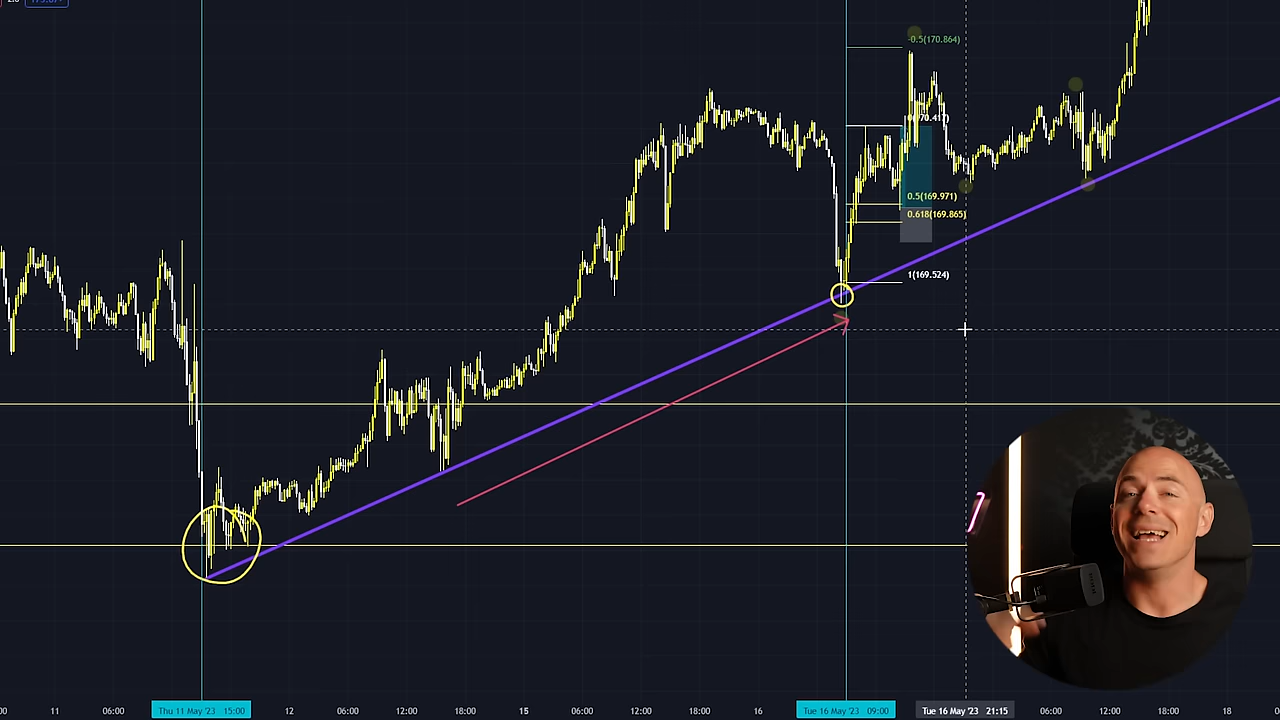 -0.5(170.864)
0.5(169.971)
0.618(169.865)
1(169.524)
11 06:00 Thu 11 May '23 15:00 12 06:00 12:00 18:00 15 06:00 12:00 18:00 16 Tue 16 May '23 09:00 Tue 16 May '23 21:15 06:00 12:00 18:00 18